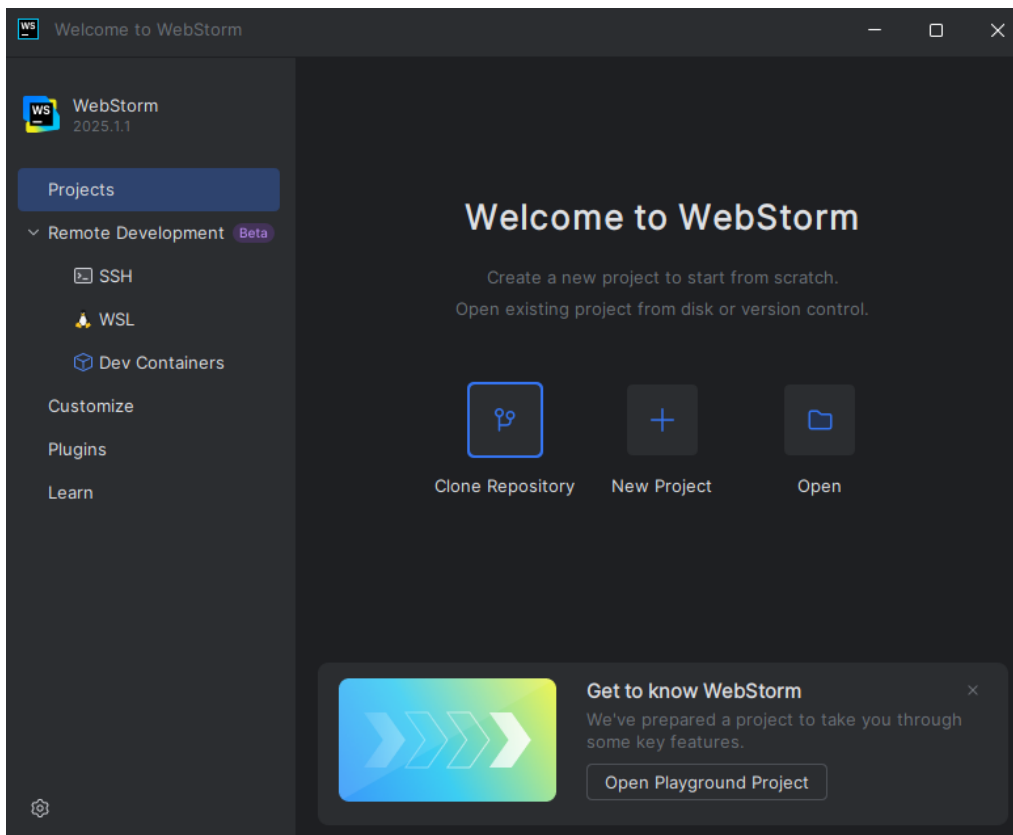 WS
Welcome to WebStorm
WS
WebStorm
2025.1.1
Projects
Remote Development Beta
SSH
WSL
Dev Containers
Customize
Plugins
Learn
Welcome to WebStorm
Create a new project to start from scratch.
Open existing project from disk or version control.
Clone Repository New Project Open
Get to know WebStorm
We've prepared a project to take you through
some key features.
Open Playground Project